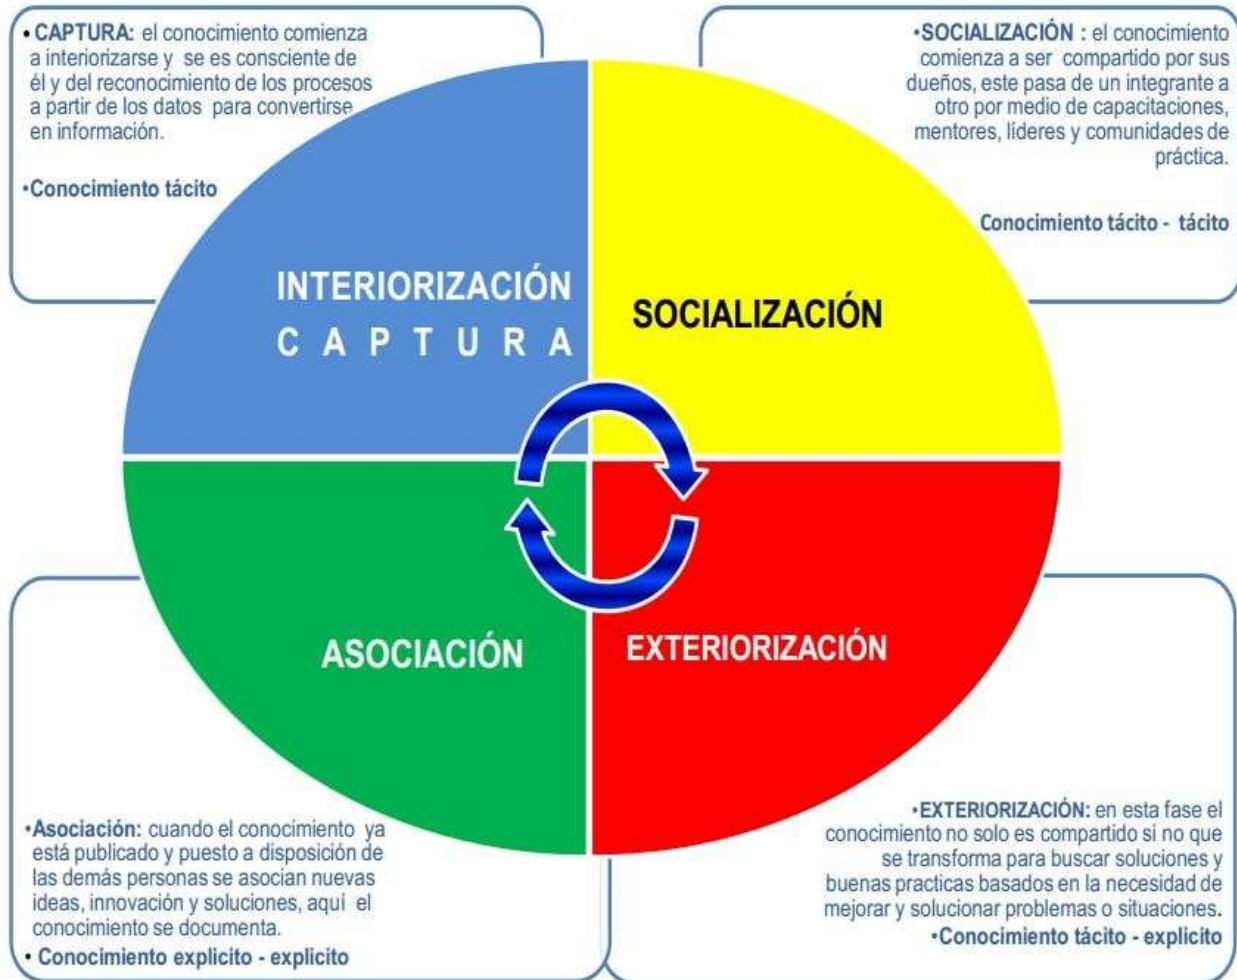 • CAPTURA: el conocimiento comienza
a interiorizarse y se es consciente de
él y del reconocimiento de los procesos
a partir de los datos para convertirse
en información.
•Conocimiento tácito
•SOCIALIZACIÓN : el conocimiento
comienza a ser compartido por sus
dueños, este pasa de un integrante a
otro por medio de capacitaciones,
mentores, líderes y comunidades de
práctica.
Conocimiento tácito - tácito
INTERIORIZACIÓN
C A P T U R A
SOCIALIZACIÓN
ASOCIACIÓN
EXTERIORIZACIÓN
•Asociación: cuando el conocimiento ya
está publicado y puesto a disposición de
las demás personas se asocian nuevas
ideas, innovación y soluciones, aquí el
conocimiento se documenta.
• Conocimiento explicito - explicito
•EXTERIORIZACIÓN: en esta fase el
conocimiento no solo es compartido si no que
se transforma para buscar soluciones y
buenas practicas basados en la necesidad de
mejorar y solucionar problemas o situaciones.
•Conocimiento tácito - explicito